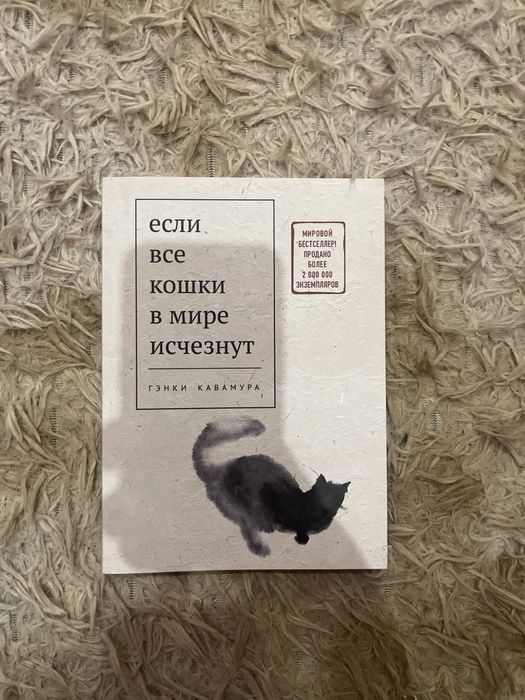 если
все
кошки
в мире
исчезнут
ГЭНКИ КАВАМУРА
МИРОВОЙ
БЕСТСЕЛЛЕР!
ПРОДАНО
БОЛЕЕ
2 000 000
ЭКЗЕМПЛЯРОВ